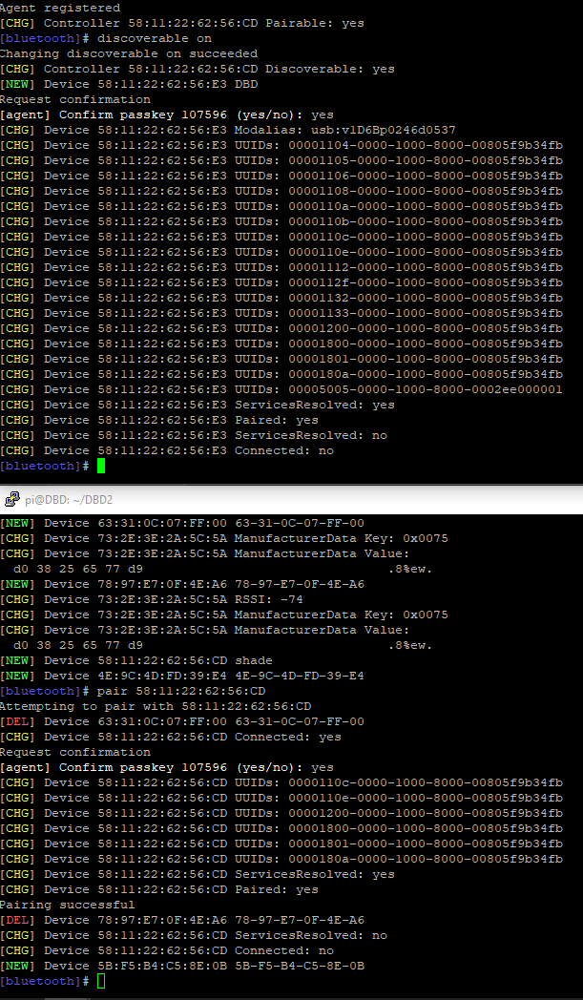 Agent registered
[CHG] Controller 58:11:22:62:56:CD Pairable: yes
[bluetooth]# discoverable on
Changing discoverable on succeeded
[CHG] Controller 58:11:22:62:56:CD Discoverable: yes
[NEW] Device 58:11:22:62:56:E3 DBD
Request confirmation
[agent] Confirm passkey 107596 (yes/no): yes
[CHG] Device 58:11:22:62:56:E3 Modalias: usb:v1D6Bp0246d0537
[CHG] Device 58:11:22:62:56:E3 UUIDs: 00001104-0000-1000-8000-00805f9b34fb
[CHG] Device 58:11:22:62:56:E3 UUIDs: 00001105-0000-1000-8000-00805f9b34fb
[CHG] Device 58:11:22:62:56:E3 UUIDs: 00001106-0000-1000-8000-00805f9b34fb
[CHG] Device 58:11:22:62:56:E3 UUIDs: 00001108-0000-1000-8000-00805f9b34fb
[CHG] Device 58:11:22:62:56:E3 UUIDs: 0000110a-0000-1000-8000-00805f9b34fb
[CHG] Device 58:11:22:62:56:E3 UUIDs: 0000110b-0000-1000-8000-00805f9b34fb
[CHG] Device 58:11:22:62:56:E3 UUIDs: 0000110c-0000-1000-8000-00805f9b34fb
[CHG] Device 58:11:22:62:56:E3 UUIDs: 0000110e-0000-1000-8000-00805f9b34fb
[CHG] Device 58:11:22:62:56:E3 UUIDs: 00001112-0000-1000-8000-00805f9b34fb
[CHG] Device 58:11:22:62:56:E3 UUIDs: 0000112f-0000-1000-8000-00805f9b34fb
[CHG] Device 58:11:22:62:56:E3 UUIDs: 00001132-0000-1000-8000-00805f9b34fb
[CHG] Device 58:11:22:62:56:E3 UUIDs: 00001133-0000-1000-8000-00805f9b34fb
[CHG] Device 58:11:22:62:56:E3 UUIDs: 00001200-0000-1000-8000-00805f9b34fb
[CHG] Device 58:11:22:62:56:E3 UUIDs: 00001800-0000-1000-8000-00805f9b34fb
[CHG] Device 58:11:22:62:56:E3 UUIDs: 00001801-0000-1000-8000-00805f9b34fb
[CHG] Device 58:11:22:62:56:E3 UUIDs: 0000180a-0000-1000-8000-00805f9b34fb
[CHG] Device 58:11:22:62:56:E3 UUIDs: 00005005-0000-1000-8000-0002ee000001
[CHG] Device 58:11:22:62:56:E3 ServicesResolved: yes
[CHG] Device 58:11:22:62:56:E3 Paired: yes
[CHG] Device 58:11:22:62:56:E3 ServicesResolved: no
[CHG] Device 58:11:22:62:56:E3 Connected: no
[bluetooth]#
pi@DBD: ~/DBD2
[NEW] Device 63:31:0C:07:FF:00 63-31-0C-07-FF-00
[CHG] Device 73:2E:3E:2A:5C:5A ManufacturerData Key: 0x0075
[CHG] Device 73:2E:3E:2A:5C:5A ManufacturerData Value:
d0 38 25 65 77 d9 .8%ew.
[NEW] Device 78:97:E7:0F:4E:A6 78-97-E7-0F-4E-A6
[CHG] Device 73:2E:3E:2A:5C:5A RSSI: -74
[CHG] Device 73:2E:3E:2A:5C:5A ManufacturerData Key: 0x0075
[CHG] Device 73:2E:3E:2A:5C:5A ManufacturerData Value:
d0 38 25 65 77 d9 .8%ew.
[NEW] Device 58:11:22:62:56:CD shade
[NEW] Device 4E:9C:4D:FD:39:E4 4E-9C-4D-FD-39-E4
[bluetooth]# pair 58:11:22:62:56:CD
Attempting to pair with 58:11:22:62:56:CD
[DEL] Device 63:31:0C:07:FF:00 63-31-0C-07-FF-00
[CHG] Device 58:11:22:62:56:CD Connected: yes
Request confirmation
[agent] Confirm passkey 107596 (yes/no): yes
[CHG] Device 58:11:22:62:56:CD UUIDs: 0000110c-0000-1000-8000-00805f9b34fb
[CHG] Device 58:11:22:62:56:CD UUIDs: 0000110e-0000-1000-8000-00805f9b34fb
[CHG] Device 58:11:22:62:56:CD UUIDs: 00001200-0000-1000-8000-00805f9b34fb
[CHG] Device 58:11:22:62:56:CD UUIDs: 00001800-0000-1000-8000-00805f9b34fb
[CHG] Device 58:11:22:62:56:CD UUIDs: 00001801-0000-1000-8000-00805f9b34fb
[CHG] Device 58:11:22:62:56:CD UUIDs: 0000180a-0000-1000-8000-00805f9b34fb
[CHG] Device 58:11:22:62:56:CD ServicesResolved: yes
[CHG] Device 58:11:22:62:56:CD Paired: yes
Pairing successful
[DEL] Device 78:97:E7:0F:4E:A6 78-97-E7-0F-4E-A6
[CHG] Device 58:11:22:62:56:CD ServicesResolved: no
[CHG] Device 58:11:22:62:56:CD Connected: no
[NEW] Device 5B:F5:B4:C5:8E:0B 5B-F5-B4-C5-8E-0B
[bluetooth]#